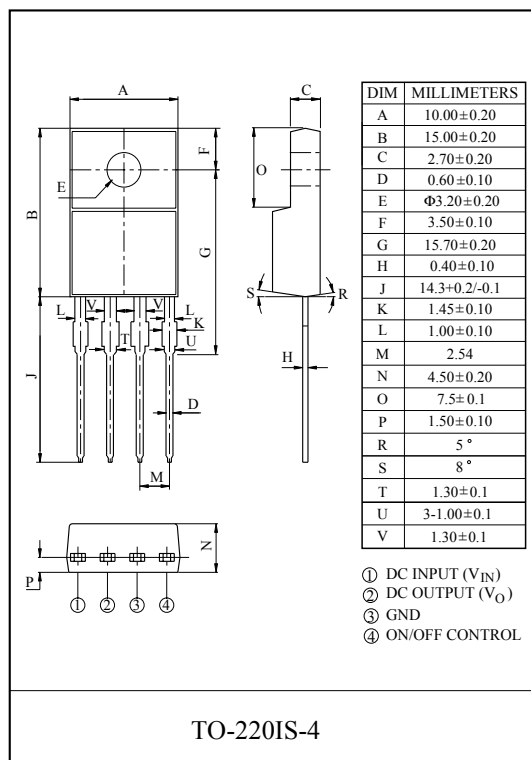 A
F
O
C
E
B
G
L
V
V
L
K
T
U
S
R
H
J
D
M
N
P
① ② ③ ④
DIM MILLIMETERS
A 10.00±0.20
B 15.00±0.20
C 2.70±0.20
D 0.60±0.10
E Φ3.20±0.20
F 3.50±0.10
G 15.70±0.20
H 0.40±0.10
J 14.3+0.2/-0.1
K 1.45±0.10
L 1.00±0.10
M 2.54
N 4.50±0.20
O 7.5±0.1
P 1.50±0.10
R 5°
S 8°
T 1.30±0.1
U 3-1.00±0.1
V 1.30±0.1
① DC INPUT (VIN)
② DC OUTPUT (VO)
③ GND
④ ON/OFF CONTROL
TO-220IS-4